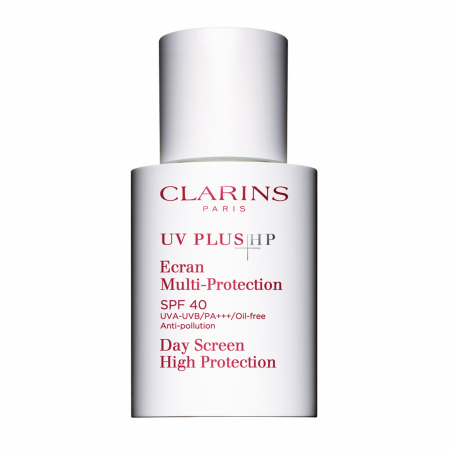 CLARINS
PARIS
UV PLUS HP
Ecran
Multi-Protection
SPF 40
UVA-UVB/PA+++/Oil-free
Anti-pollution
Day Screen
High Protection